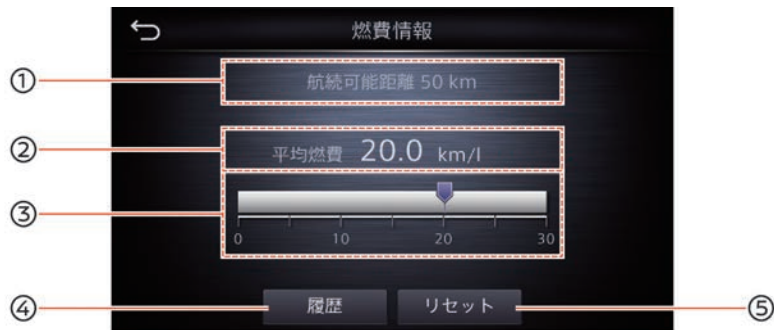 燃費情報
① 航続可能距離 50 km
② 平均燃費 20.0 km/l
③
0 10 20 30
④ 履歴 リセット ⑤